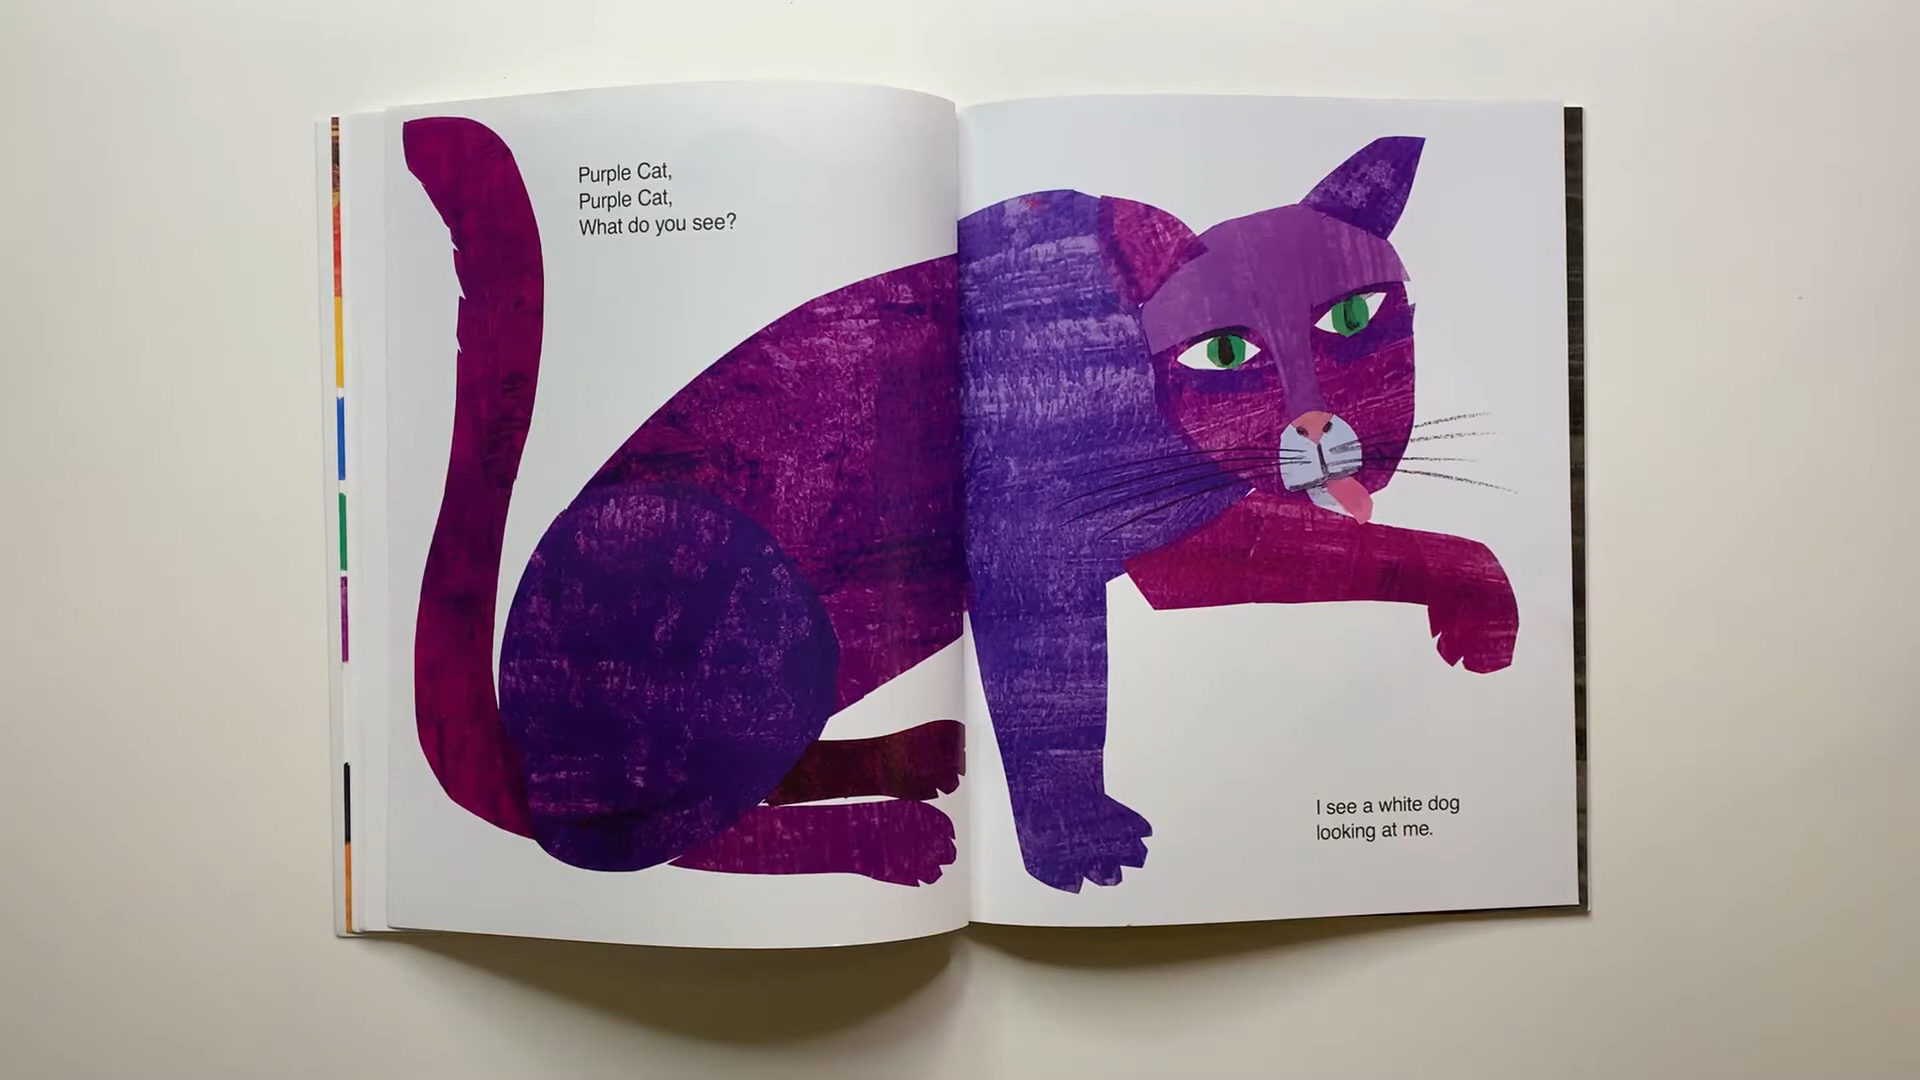 Purple Cat,
Purple Cat,
What do you see?
I see a white dog
looking at me.